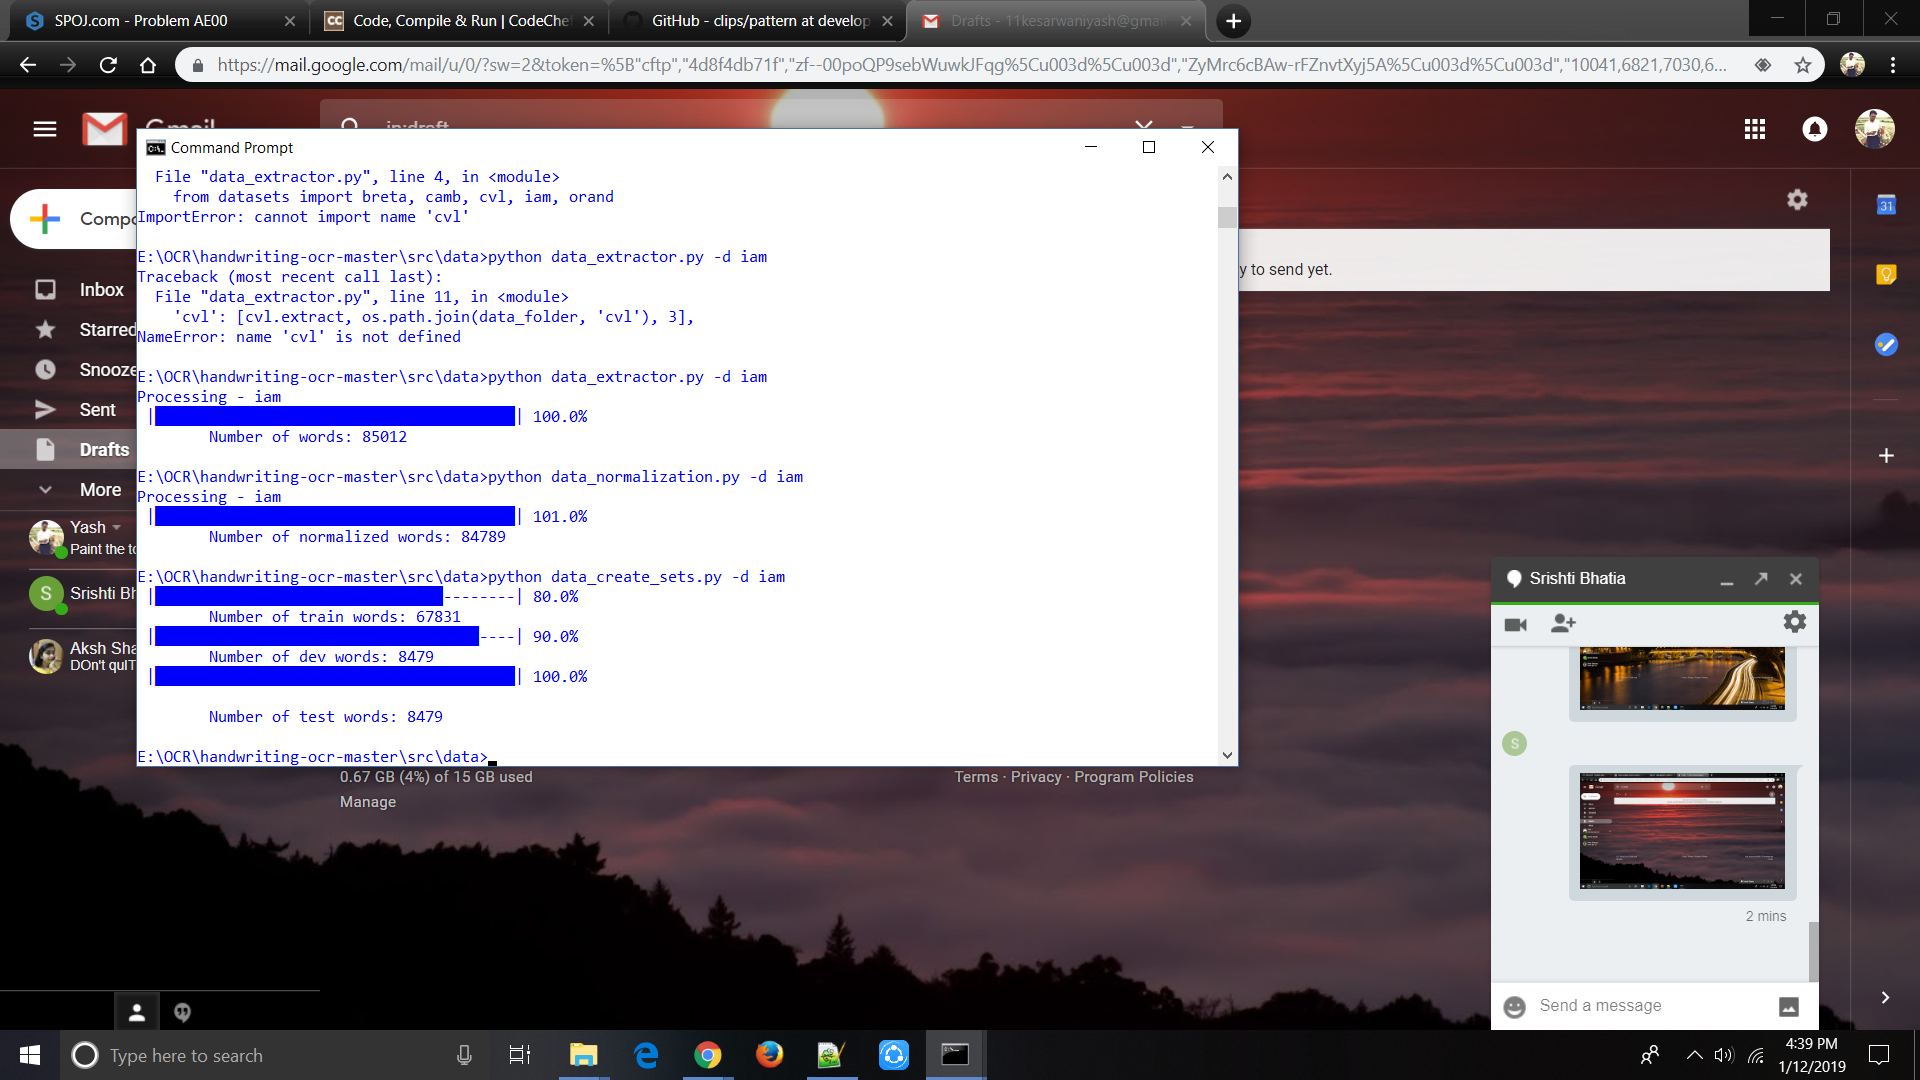 SPOJ.com - Problem AE00
Code, Compile & Run | CodeChe
GitHub - clips/pattern at develop
Drafts - 11kesarwaniyash@gmai
https://mail.google.com/mail/u/0/?sw=2&token=%5B"cftp","4d8f4db71f","zf--00poQP9sebWuwkJFqg%5Cu003d%5Cu003d","ZyMrc6cBAw-rFZnvtXyj5A%5Cu003d%5Cu003d","10041,6821,7030,6...
Gmail
in:draft
Compo
Inbox
Starred
Snooze
Sent
Drafts
More
Yash
Paint the to
S
Srishti Bh
Aksh Sha
DOn't quIT
Command Prompt
File "data_extractor.py", line 4, in <module>
from datasets import breta, camb, cvl, iam, orand
ImportError: cannot import name 'cvl'
E:\OCR\handwriting-ocr-master\src\data>python data_extractor.py -d iam
Traceback (most recent call last):
File "data_extractor.py", line 11, in <module>
'cvl': [cvl.extract, os.path.join(data_folder, 'cvl'), 3],
NameError: name 'cvl' is not defined
E:\OCR\handwriting-ocr-master\src\data>python data_extractor.py -d iam
Processing - iam
| | 100.0%
Number of words: 85012
E:\OCR\handwriting-ocr-master\src\data>python data_normalization.py -d iam
Processing - iam
| | 101.0%
Number of normalized words: 84789
E:\OCR\handwriting-ocr-master\src\data>python data_create_sets.py -d iam
| --------| 80.0%
Number of train words: 67831
| ----| 90.0%
Number of dev words: 8479
| | 100.0%
Number of test words: 8479
E:\OCR\handwriting-ocr-master\src\data>
y to send yet.
31
0.67 GB (4%) of 15 GB used
Manage
Terms · Privacy · Program Policies
Srishti Bhatia
S
2 mins
Send a message
Type here to search
4:39 PM
1/12/2019